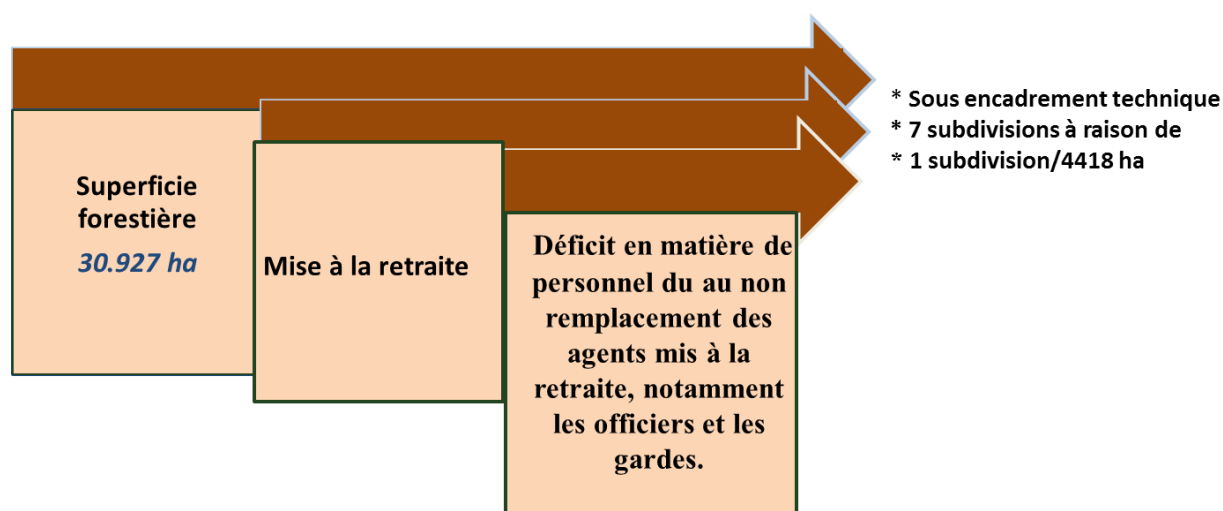 Superficie
forestière
30.927 ha
Mise à la retraite
Déficit en matière de
personnel du au non
remplacement des
agents mis à la
retraite, notamment
les officiers et les
gardes.
* Sous encadrement technique
* 7 subdivisions à raison de
* 1 subdivision/4418 ha